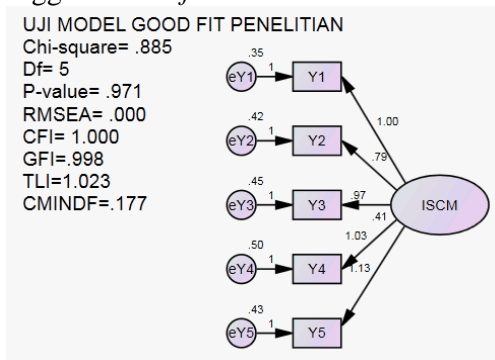 UJI MODEL GOOD FIT PENELITIAN
Chi-square= .885
Df= 5
P-value= .971
RMSEA= .000
CFI= 1.000
GFI=.998
TLI=1.023
CMINDF=.177
.35
eY1 1 Y1
1.00
.42
eY2 1 Y2
.79
.45
eY3 1 Y3 .97
.41
ISCM
1.03
.50
eY4 1 Y4 1.13
.43
eY5 1 Y5